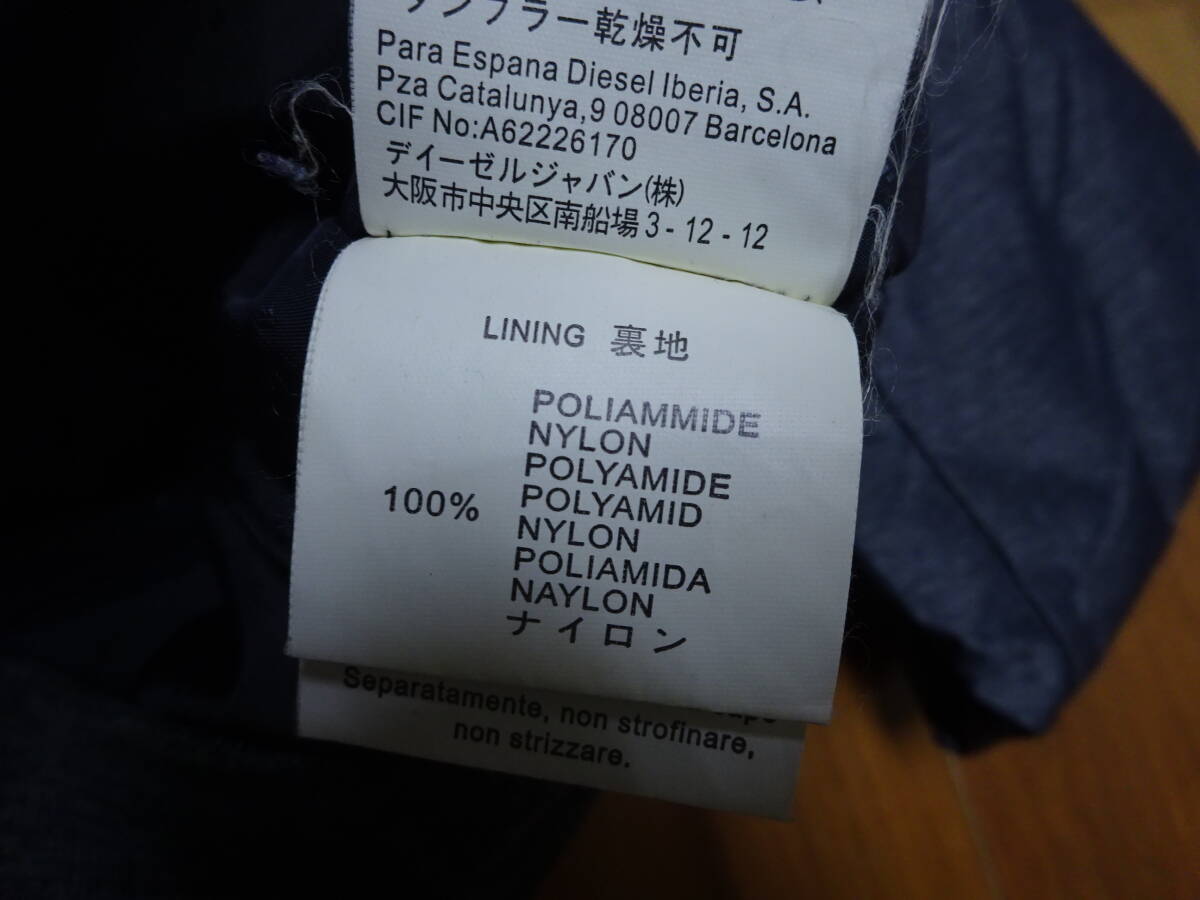 タンブラー乾燥不可
Para Espana Diesel Iberia, S.A.
Pza Catalunya,9 08007 Barcelona
CIF No:A62226170
デイーゼルジャバン(株)
大阪市中央区南船場3-12-12
LINING 裏地
POLIAMMIDE
NYLON
POLYAMIDE
100% POLYAMID
NYLON
POLIAMIDA
NAYLON
ナイロン
Separatamente, non strofinare,
non strizzare.